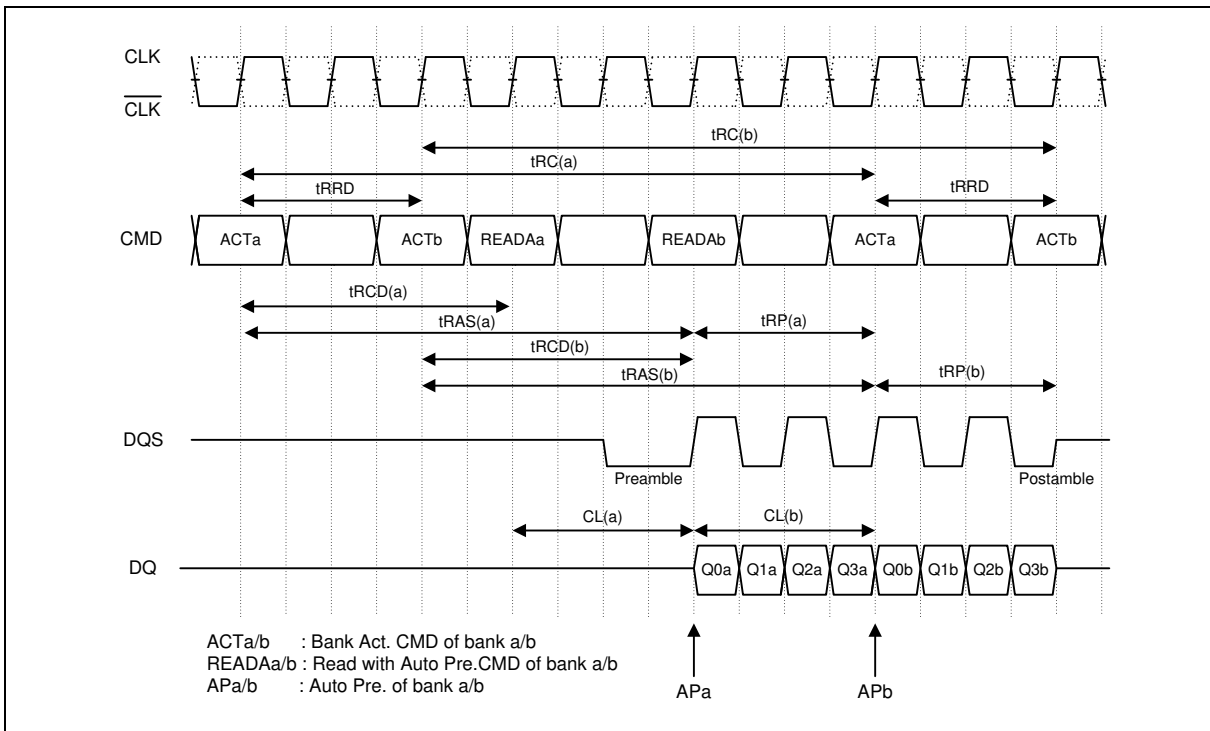 CLK
CLK
tRC(b)
tRC(a)
tRRD
tRRD
CMD
ACTa
ACTb
READAa
READAb
ACTa
ACTb
tRCD(a)
tRAS(a)
tRP(a)
tRCD(b)
tRAS(b)
tRP(b)
DQS
Preamble
Postamble
CL(a)
CL(b)
DQ
Q0a
Q1a
Q2a
Q3a
Q0b
Q1b
Q2b
Q3b
ACTa/b : Bank Act. CMD of bank a/b
READAa/b : Read with Auto Pre.CMD of bank a/b
APa/b : Auto Pre. of bank a/b
APa
APb